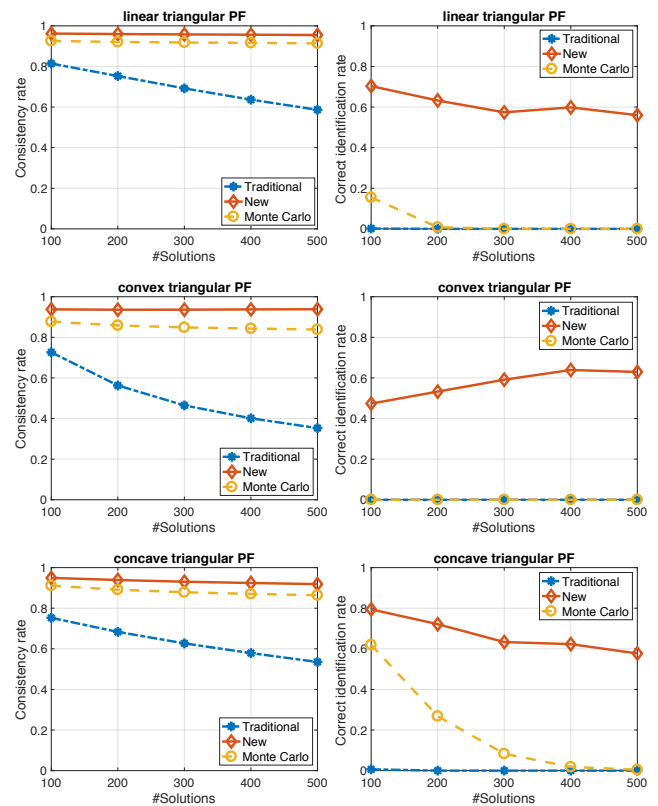 linear triangular PF
1
0.8
0.6
0.4
0.2
0
Consistency rate
Traditional
New
Monte Carlo
100 200 300 400 500
#Solutions
linear triangular PF
1
0.8
0.6
0.4
0.2
0
Correct identification rate
Traditional
New
Monte Carlo
100 200 300 400 500
#Solutions
convex triangular PF
1
0.8
0.6
0.4
0.2
0
Consistency rate
Traditional
New
Monte Carlo
100 200 300 400 500
#Solutions
convex triangular PF
1
0.8
0.6
0.4
0.2
0
Correct identification rate
Traditional
New
Monte Carlo
100 200 300 400 500
#Solutions
concave triangular PF
1
0.8
0.6
0.4
0.2
0
Consistency rate
Traditional
New
Monte Carlo
100 200 300 400 500
#Solutions
concave triangular PF
1
0.8
0.6
0.4
0.2
0
Correct identification rate
Traditional
New
Monte Carlo
100 200 300 400 500
#Solutions